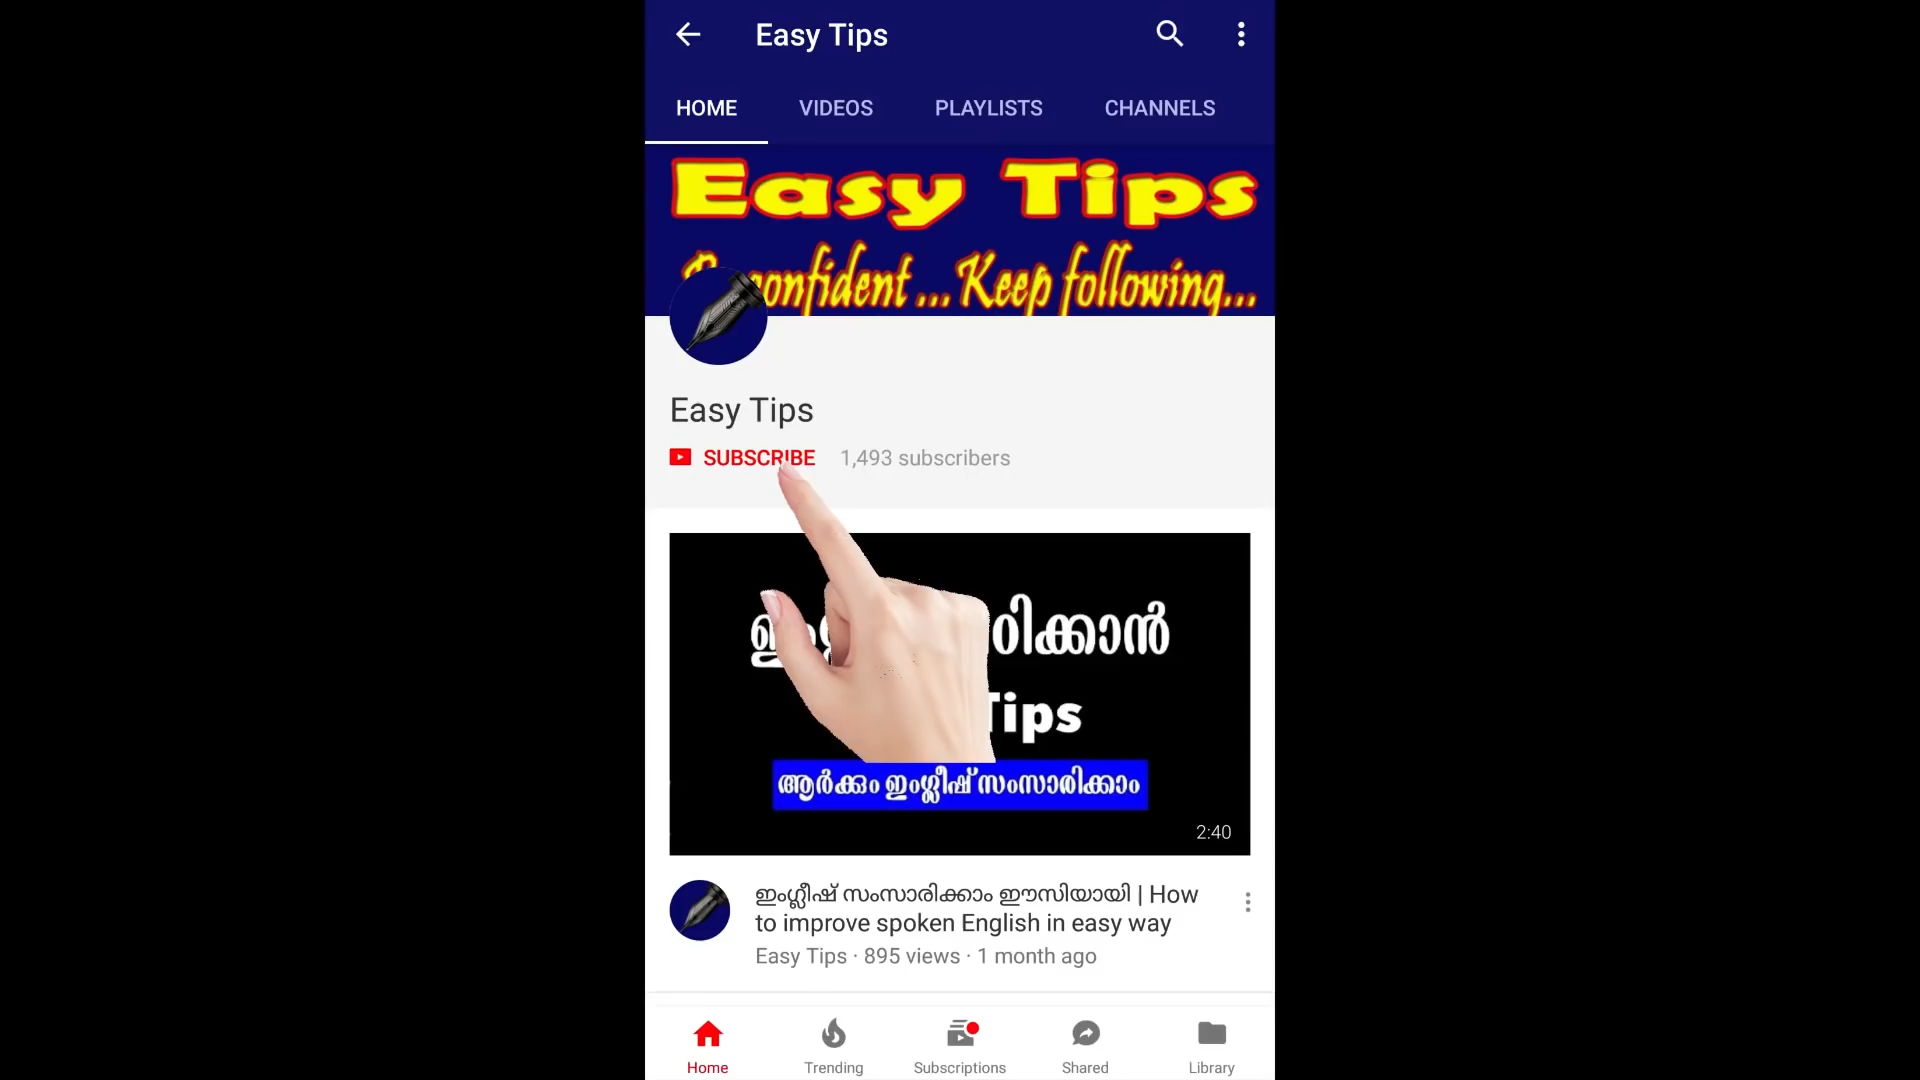 Easy Tips
HOME VIDEOS PLAYLISTS CHANNELS
Easy Tips
confident ... Keep following...
Easy Tips
SUBSCRIBE 1,493 subscribers
Tips
ആർക്കും ഇംഗ്ലീഷ് സംസാരിക്കാം
2:40
ഇംഗ്ലീഷ് സംസാരിക്കാം ഈസിയായി | How
to improve spoken English in easy way
Easy Tips · 895 views · 1 month ago
Home Trending Subscriptions Shared Library